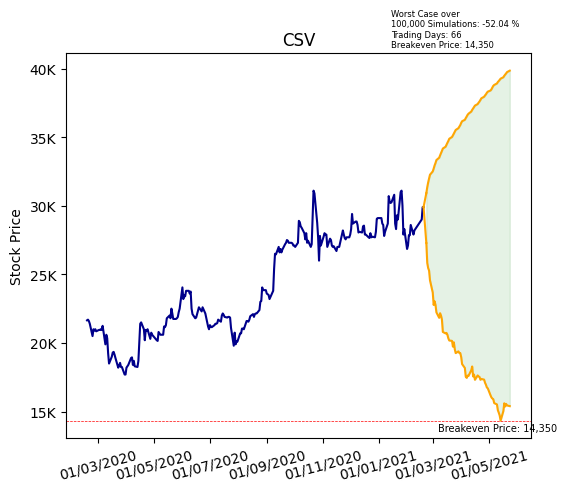 Worst Case over
100,000 Simulations: -52.04 %
Trading Days: 66
Breakeven Price: 14,350
CSV
Stock Price
40K
35K
30K
25K
20K
15K
Breakeven Price: 14,350
01/03/2020
01/05/2020
01/07/2020
01/09/2020
01/11/2020
01/01/2021
01/03/2021
01/05/2021